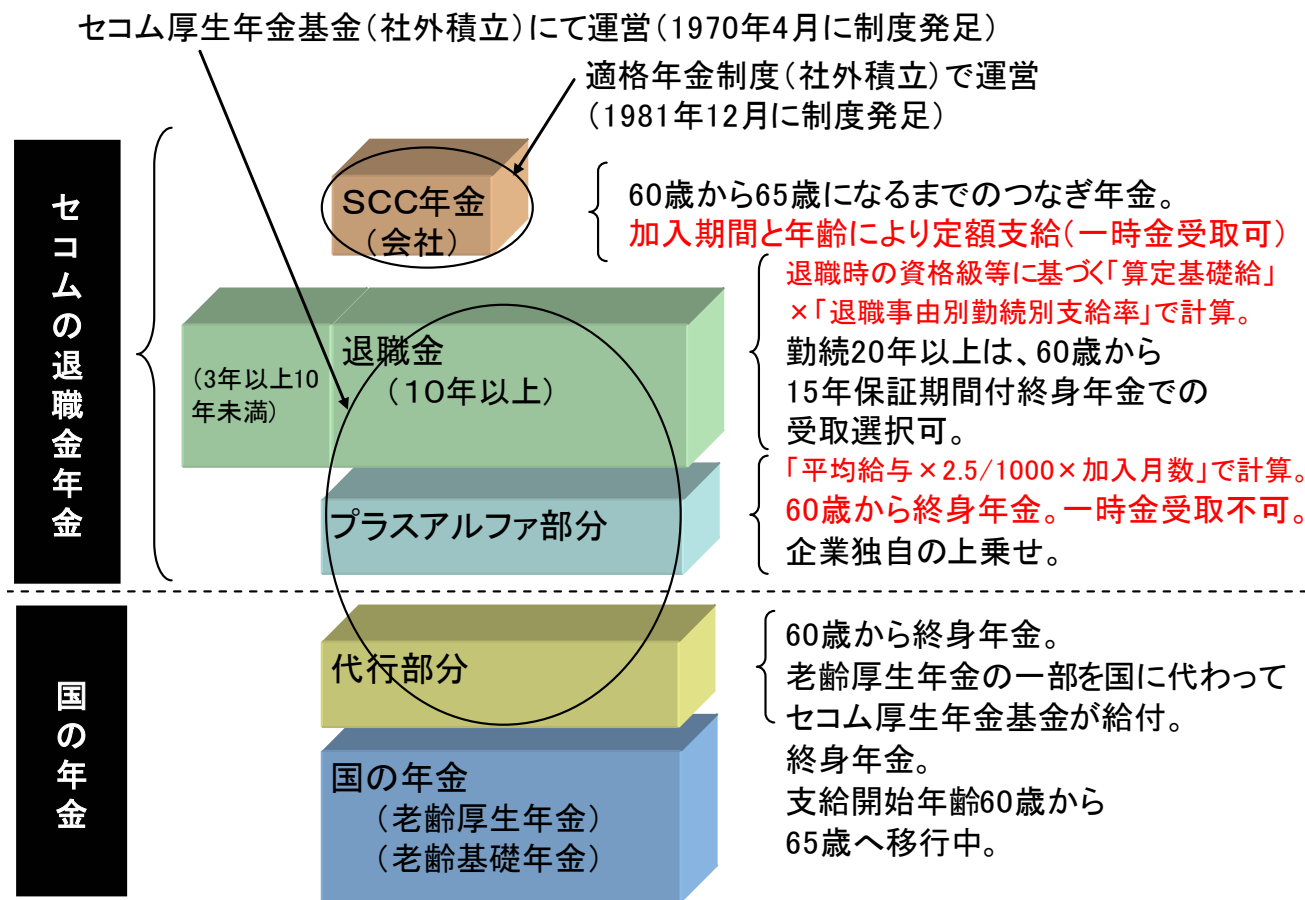 セコム厚生年金基金(社外積立)にて運営(1970年4月に制度発足)
適格年金制度(社外積立)で運営
(1981年12月に制度発足)
セコムの退職金年金
SCC年金
(会社)
60歳から65歳になるまでのつなぎ年金。
加入期間と年齢により定額支給(一時金受取可)
(3年以上10
年未満)
退職金
(10年以上)
退職時の資格級等に基づく「算定基礎給」
×「退職事由別勤続別支給率」で計算。
勤続20年以上は、60歳から
15年保証期間付終身年金での
受取選択可。
プラスアルファ部分
「平均給与×2.5/1000×加入月数」で計算。
60歳から終身年金。一時金受取不可。
企業独自の上乗せ。
国の年金
代行部分
60歳から終身年金。
老齢厚生年金の一部を国に代わって
セコム厚生年金基金が給付。
国の年金
(老齢厚生年金)
(老齢基礎年金)
終身年金。
支給開始年齢60歳から
65歳へ移行中。